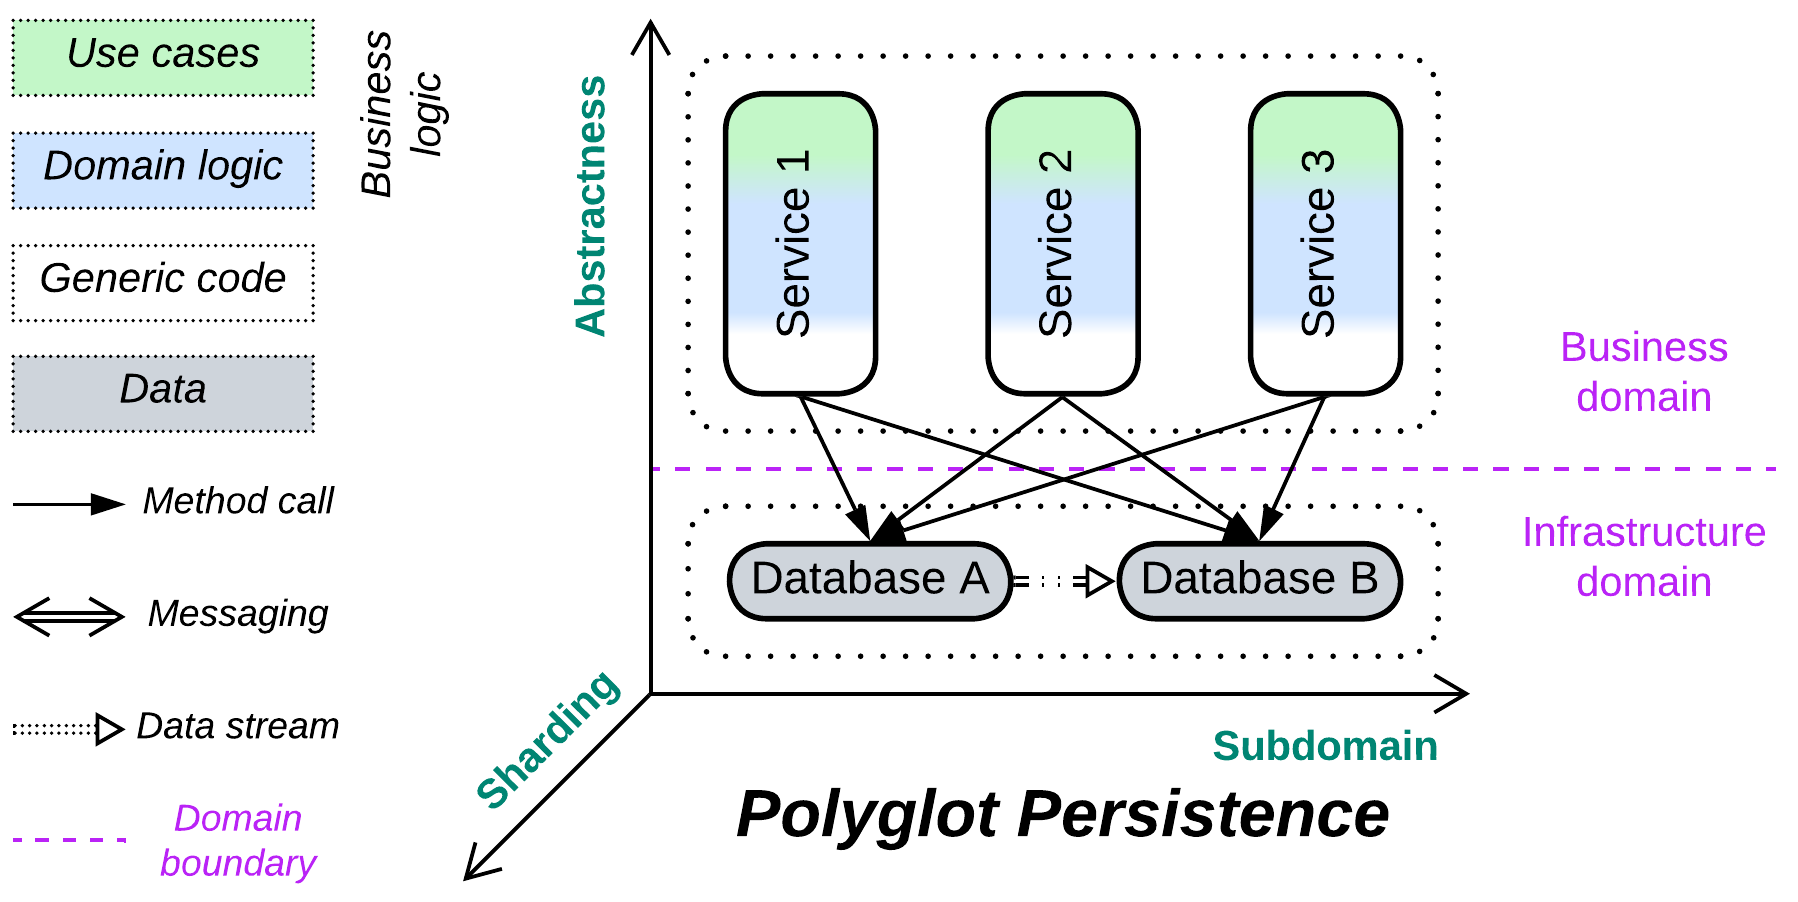 Use cases
Domain logic
Generic code
Data
Method call
Messaging
Data stream
Domain
boundary
Business
logic
Abstractness
Sharding
Subdomain
Service 1
Service 2
Service 3
Database A
Database B
Business
domain
Infrastructure
domain
Polyglot Persistence